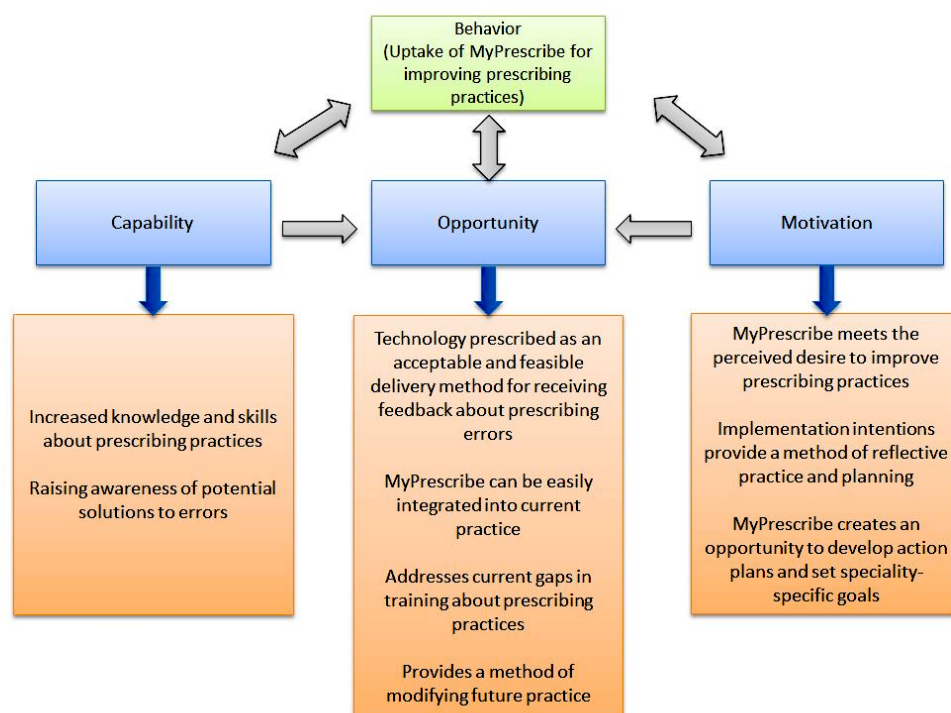 Behavior
(Uptake of MyPrescribe for
improving prescribing
practices)
Capability
Opportunity
Motivation
Increased knowledge and skills
about prescribing practices
Raising awareness of potential
solutions to errors
Technology prescribed as an
acceptable and feasible
delivery method for receiving
feedback about prescribing
errors
MyPrescribe can be easily
integrated into current
practice
Addresses current gaps in
training about prescribing
practices
Provides a method of
modifying future practice
MyPrescribe meets the
perceived desire to improve
prescribing practices
Implementation intentions
provide a method of reflective
practice and planning
MyPrescribe creates an
opportunity to develop action
plans and set speciality-
specific goals